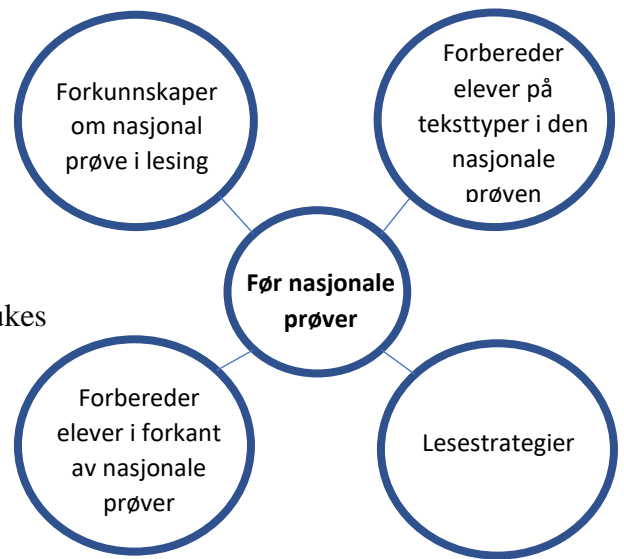 Forkunnskaper
om nasjonal
prøve i lesing
Forbereder
elever på
teksttyper i den
nasjonale
prøven
Før nasjonale
prøver
Forbereder
elever i forkant
av nasjonale
prøver
Lesestrategier